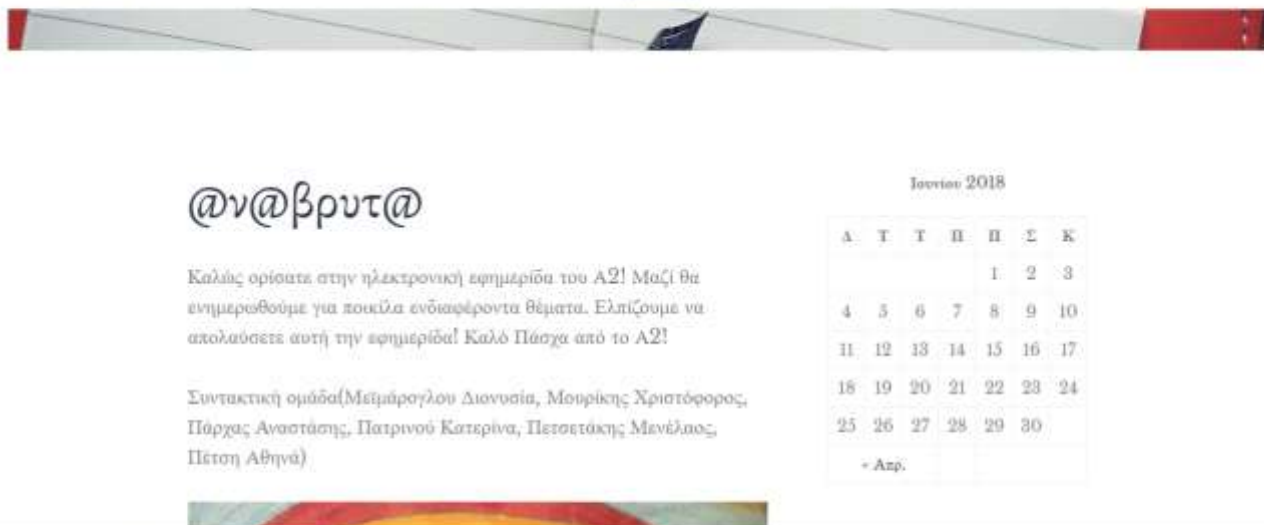 @ν@βρυτ@
Καλώς ορίσατε στην ηλεκτρονική εφημερίδα του Α2! Μαζί θα
ενημερωθούμε για ποικίλα ενδιαφέροντα θέματα. Ελπίζουμε να
απολαύσετε αυτή την εφημερίδα! Καλό Πάσχα από το Α2!
Συντακτική ομάδα(Μεϊμάρογλου Διονυσία, Μουρίκης Χριστόφορος,
Πάρχας Αναστάσης, Πατρινού Κατερίνα, Πετσετάκης Μενέλαος,
Πέτση Αθηνά)
Ιουνίου 2018
Δ Τ Τ Π Π Σ Κ
1 2 3
4 5 6 7 8 9 10
11 12 13 14 15 16 17
18 19 20 21 22 23 24
25 26 27 28 29 30
« Απρ.